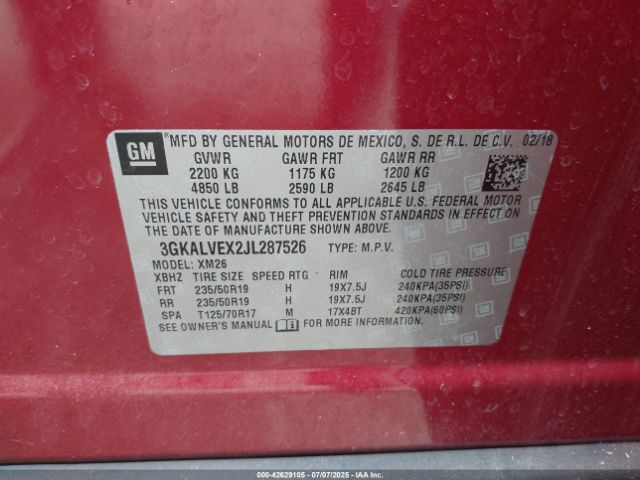 GM
MFD BY GENERAL MOTORS DE MEXICO, S. DE R.L. DE C.V. 02/18
GVWR GAWR FRT GAWR RR
2200 KG 1175 KG 1200 KG
4850 LB 2590 LB 2645 LB
THIS VEHICLE CONFORMS TO ALL APPLICABLE U.S. FEDERAL MOTOR
VEHICLE SAFETY AND THEFT PREVENTION STANDARDS IN EFFECT ON
THE DATE OF MANUFACTURE SHOWN ABOVE.
3GKALVEX2JL287526 TYPE: M.P.V.
MODEL: XM26
XBHZ TIRE SIZE SPEED RTG RIM COLD TIRE PRESSURE
FRT 235/50R19 H 19X7.5J 240KPA(35PSI)
RR 235/50R19 H 19X7.5J 240KPA(35PSI)
SPA T125/70R17 M 17X4BT 420KPA(60PSI)
SEE OWNER'S MANUAL i FOR MORE INFORMATION.
000-42629105 - 07/07/2025 - IAAI.com